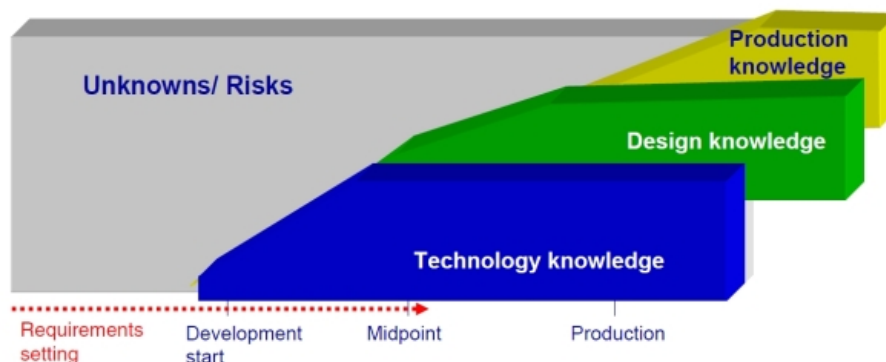 Production
knowledge
Unknowns/ Risks
Design knowledge
Technology knowledge
Requirements
setting
Development
start
Midpoint
Production